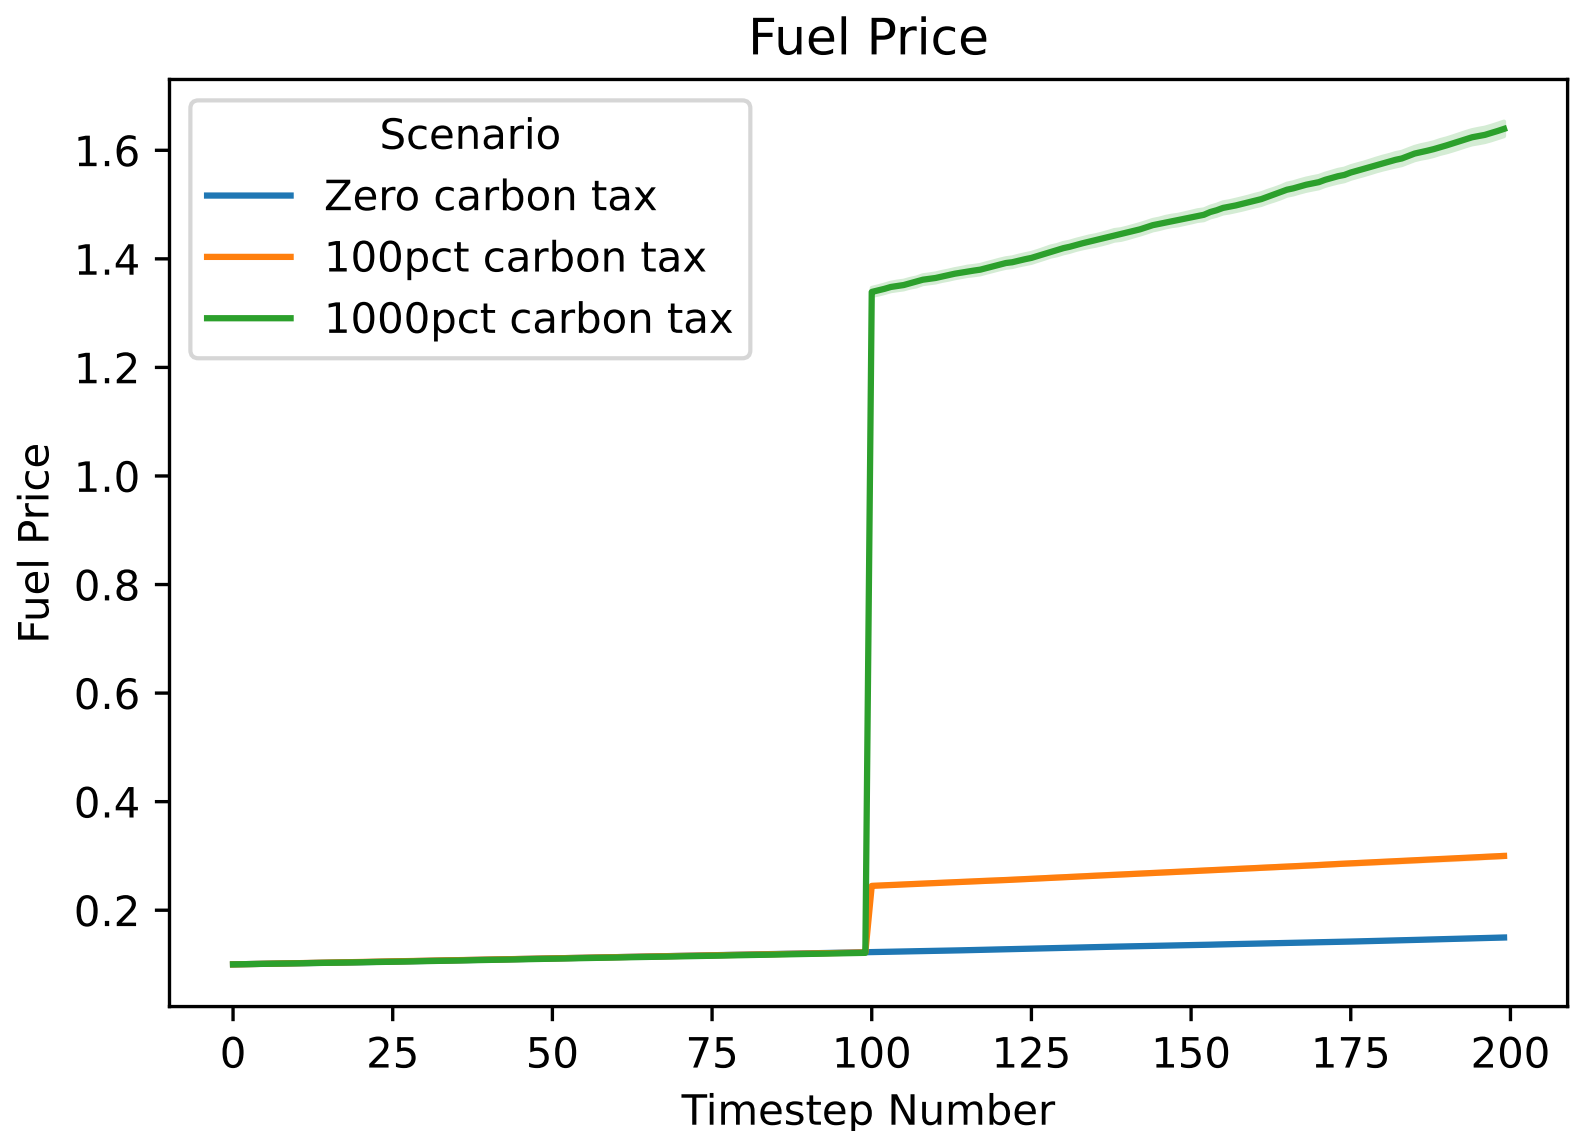 Fuel Price
Scenario
Zero carbon tax
100pct carbon tax
1000pct carbon tax
Fuel Price
1.6
1.4
1.2
1.0
0.8
0.6
0.4
0.2
0 25 50 75 100 125 150 175 200
Timestep Number